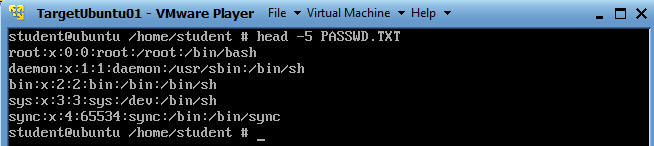 TargetUbuntu01 - VMware Player File Virtual Machine Help
student@ubuntu /home/student # head -5 PASSWD.TXT
root:x:0:0:root:/root:/bin/bash
daemon:x:1:1:daemon:/usr/sbin:/bin/sh
bin:x:2:2:bin:/bin:/bin/sh
sys:x:3:3:sys:/dev:/bin/sh
sync:x:4:65534:sync:/bin:/bin/sync
student@ubuntu /home/student # _